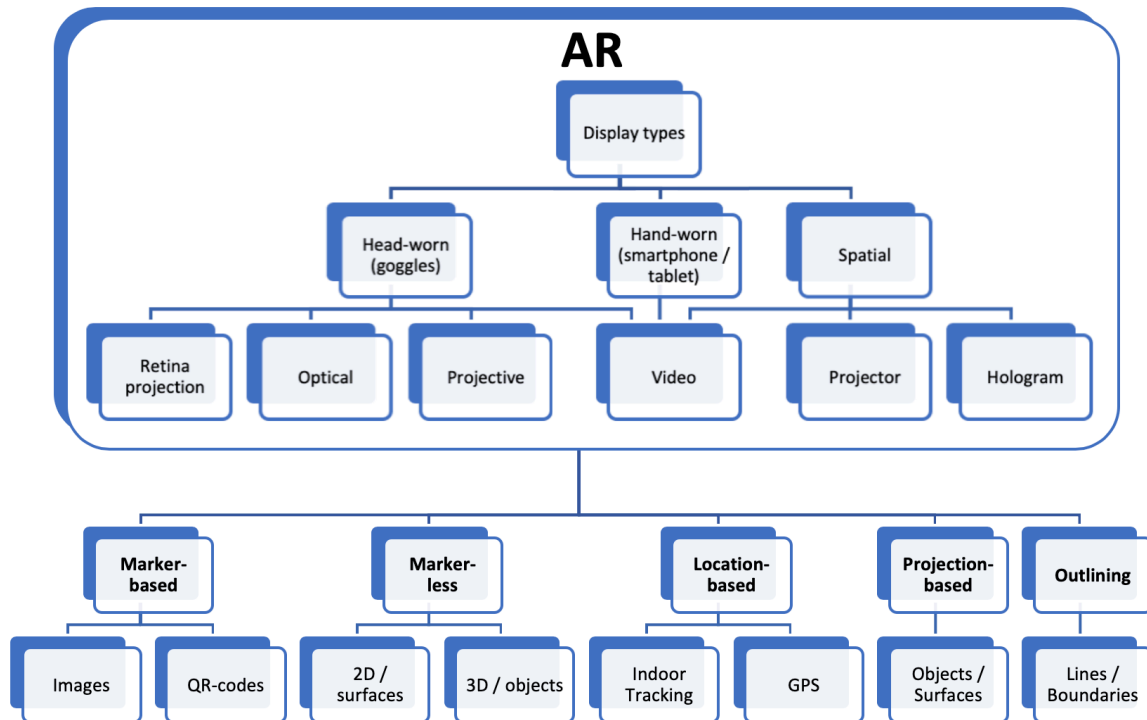 AR
Display types
Head-worn
(goggles)
Hand-worn
(smartphone /
tablet)
Spatial
Retina
projection
Optical
Projective
Video
Projector
Hologram
Marker-
based
Marker-
less
Location-
based
Projection-
based
Outlining
Images
QR-codes
2D /
surfaces
3D / objects
Indoor
Tracking
GPS
Objects /
Surfaces
Lines /
Boundaries